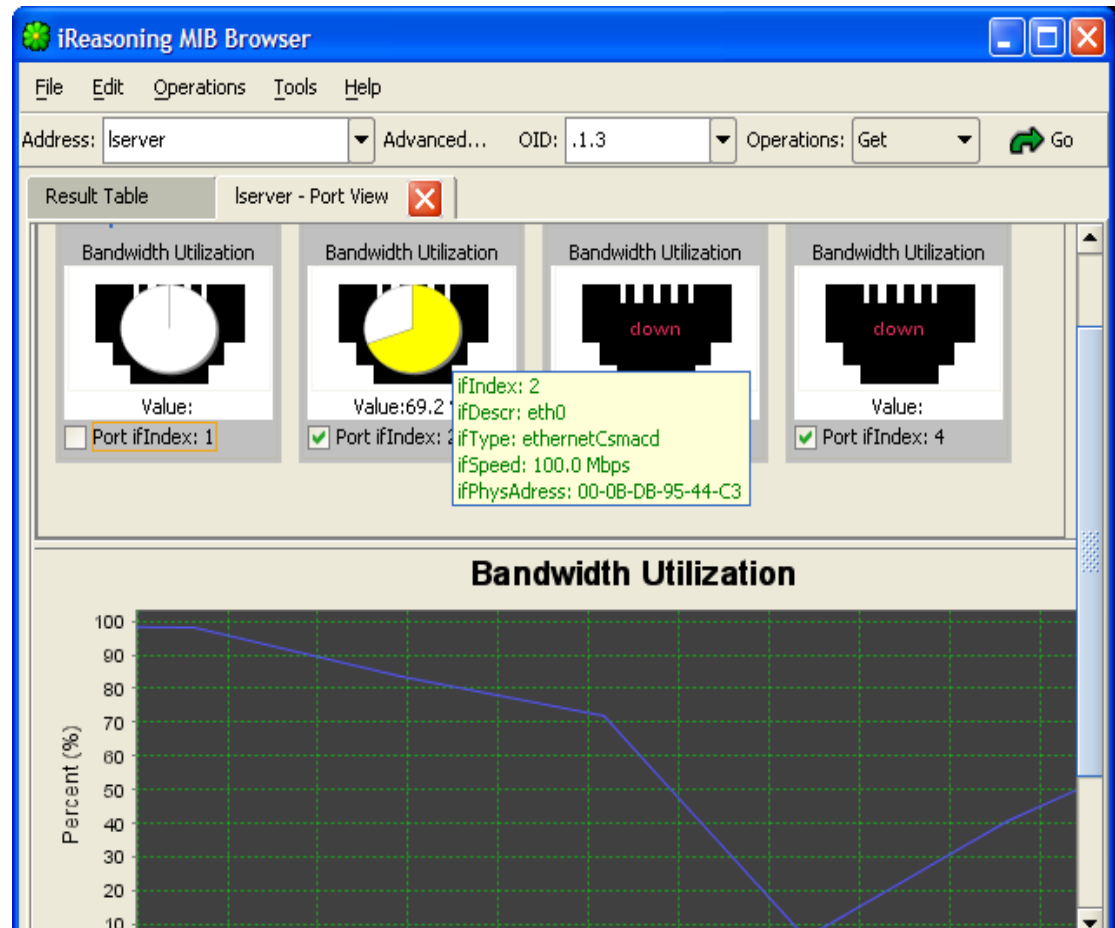 iReasoning MIB Browser
File Edit Operations Tools Help
Address: lserver Advanced... OID: .1.3 Operations: Get Go
Result Table lserver - Port View
Bandwidth Utilization Bandwidth Utilization Bandwidth Utilization Bandwidth Utilization
down down
Value: Value:69.2 Value:
Port ifIndex: 1 Port ifIndex: 2 Port ifIndex: 4
ifIndex: 2
ifDescr: eth0
ifType: ethernetCsmacd
ifSpeed: 100.0 Mbps
ifPhysAdress: 00-0B-DB-95-44-C3
Bandwidth Utilization
Percent (%)
100
90
80
70
60
50
40
30
20
10